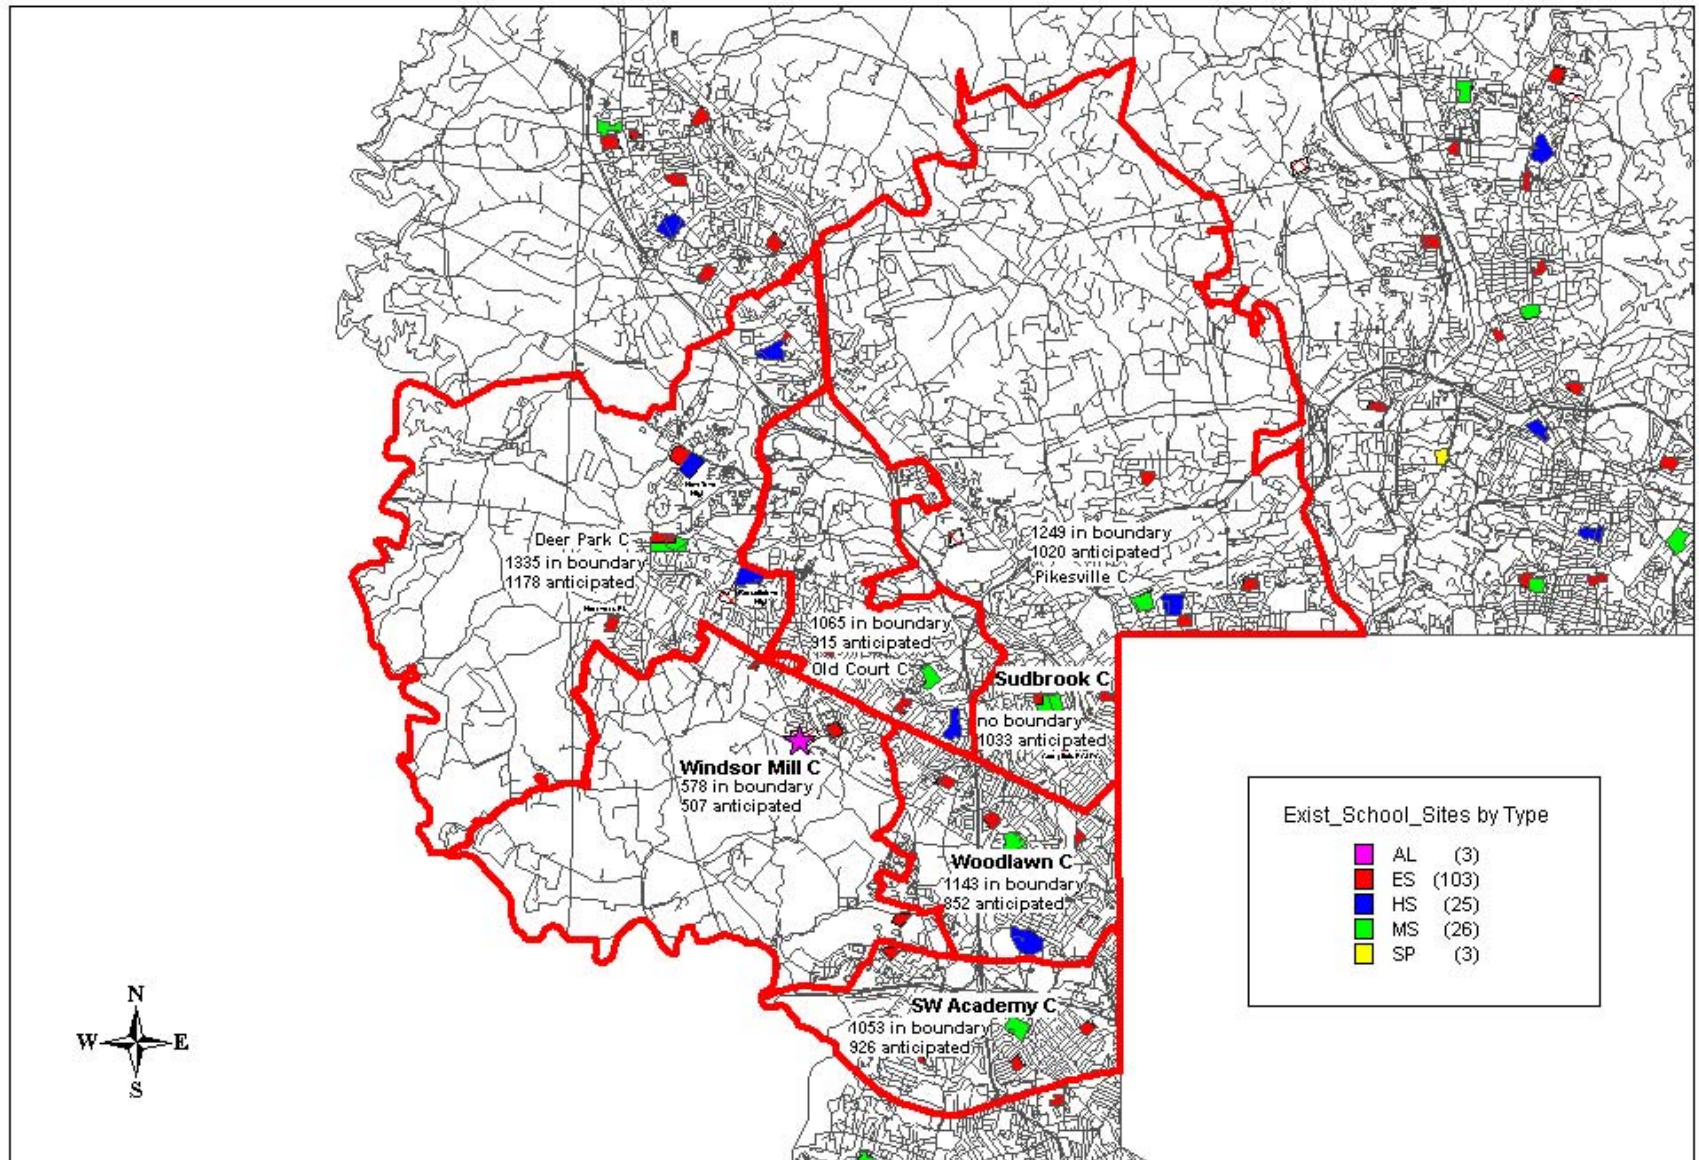 Deer Park C
1335 in boundary
1178 anticipated
1249 in boundary
1020 anticipated
Pikesville C
1065 in boundary
915 anticipated
Old Court C
Sudbrook C
no boundary
1033 anticipated
Windsor Mill C
578 in boundary
507 anticipated
Woodlawn C
1143 in boundary
852 anticipated
SW Academy C
1053 in boundary
926 anticipated
Exist_School_Sites by Type
AL (3)
ES (103)
HS (25)
MS (26)
SP (3)
N
W E
S